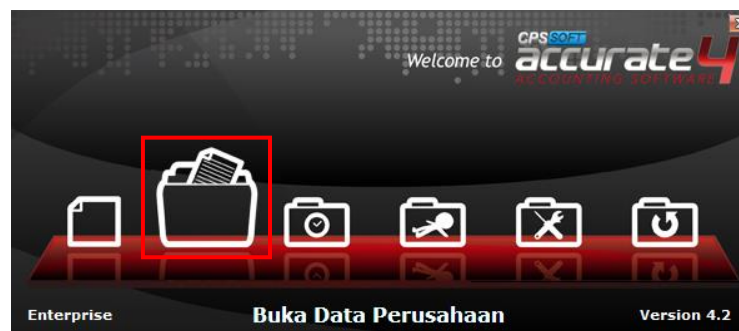 CPSSOFT
Welcome to accurate 4
ACCOUNTING SOFTWARE
Enterprise
Buka Data Perusahaan
Version 4.2